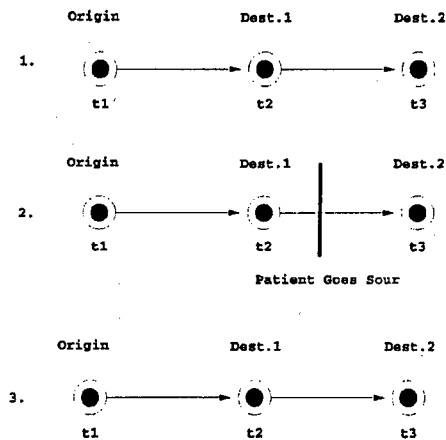 Origin Dest.1 Dest.2
1.
t1 t2 t3
Origin Dest.1 Dest.2
2.
t1 t2 t3
Patient Goes Sour
Origin Dest.1 Dest.2
3.
t1 t2 t3